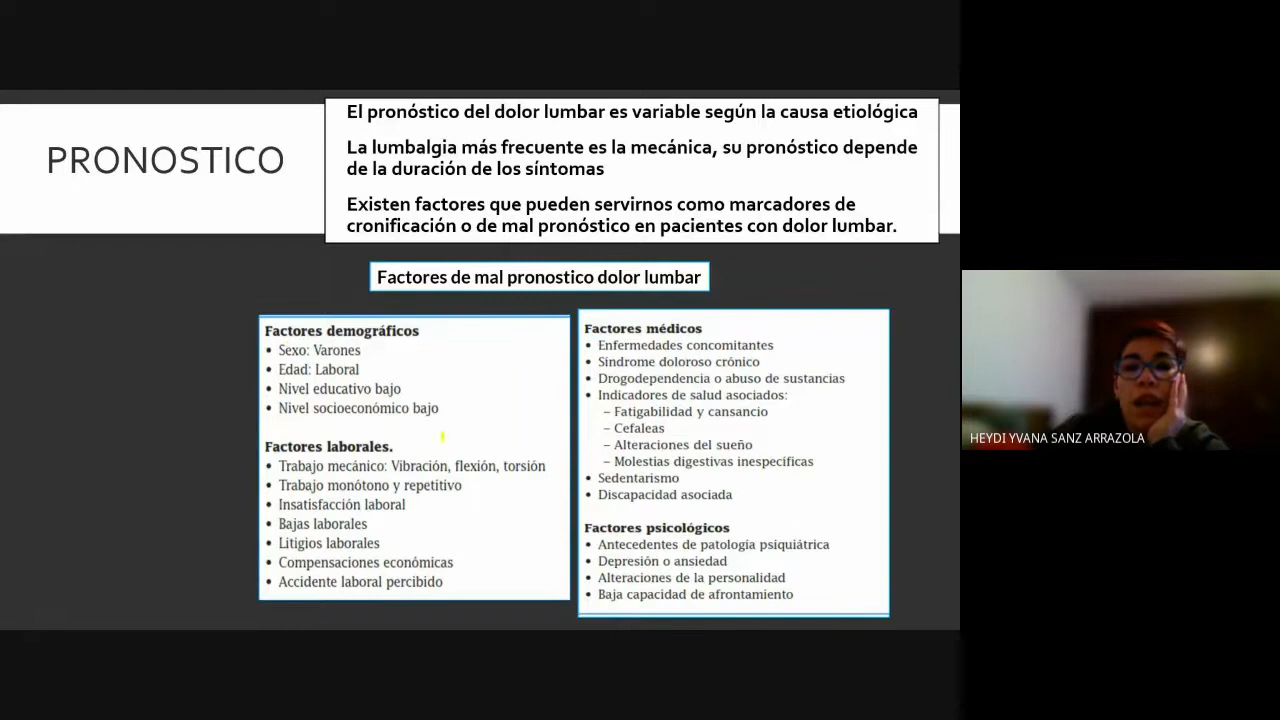 PRONOSTICO
El pronóstico del dolor lumbar es variable según la causa etiológica
La lumbalgia más frecuente es la mecánica, su pronóstico depende
de la duración de los síntomas
Existen factores que pueden servirnos como marcadores de
cronificación o de mal pronóstico en pacientes con dolor lumbar.
Factores de mal pronostico dolor lumbar
Factores demográficos
• Sexo: Varones
• Edad: Laboral
• Nivel educativo bajo
• Nivel socioeconómico bajo
Factores laborales.
• Trabajo mecánico: Vibración, flexión, torsión
• Trabajo monótono y repetitivo
• Insatisfacción laboral
• Bajas laborales
• Litigios laborales
• Compensaciones económicas
• Accidente laboral percibido
Factores médicos
• Enfermedades concomitantes
• Síndrome doloroso crónico
• Drogodependencia o abuso de sustancias
• Indicadores de salud asociados:
– Fatigabilidad y cansancio
– Cefaleas
– Alteraciones del sueño
– Molestias digestivas inespecíficas
• Sedentarismo
• Discapacidad asociada
Factores psicológicos
• Antecedentes de patología psiquiátrica
• Depresión o ansiedad
• Alteraciones de la personalidad
• Baja capacidad de afrontamiento
HEYDI YVANA SANZ ARRAZOLA